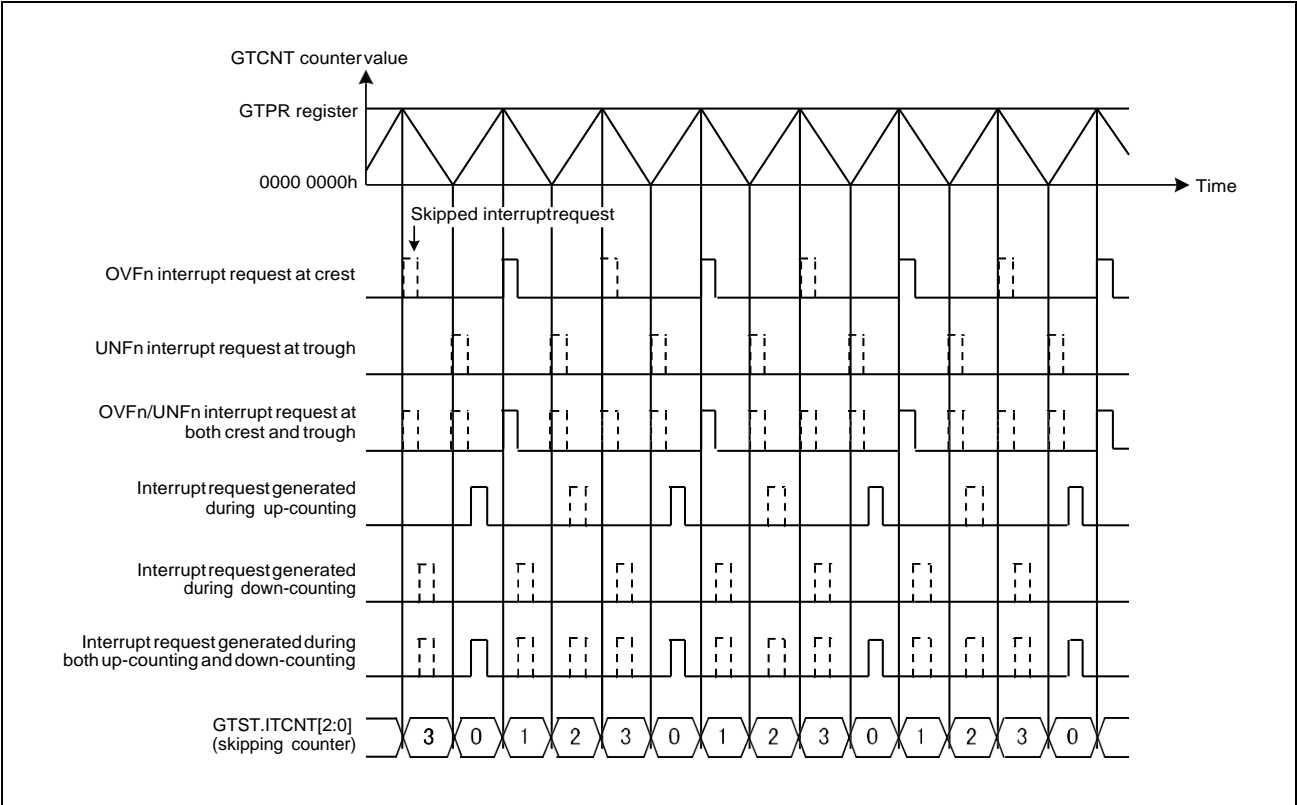 GTCNT counter value
GTPR register
0000 0000h
Time
Skipped interrupt request
OVFn interrupt request at crest
UNFn interrupt request at trough
OVFn/UNFn interrupt request at
both crest and trough
Interrupt request generated
during up-counting
Interrupt request generated
during down-counting
Interrupt request generated during
both up-counting and down-counting
GTST.ITCNT[2:0]
(skipping counter)
3 0 1 2 3 0 1 2 3 0 1 2 3 0